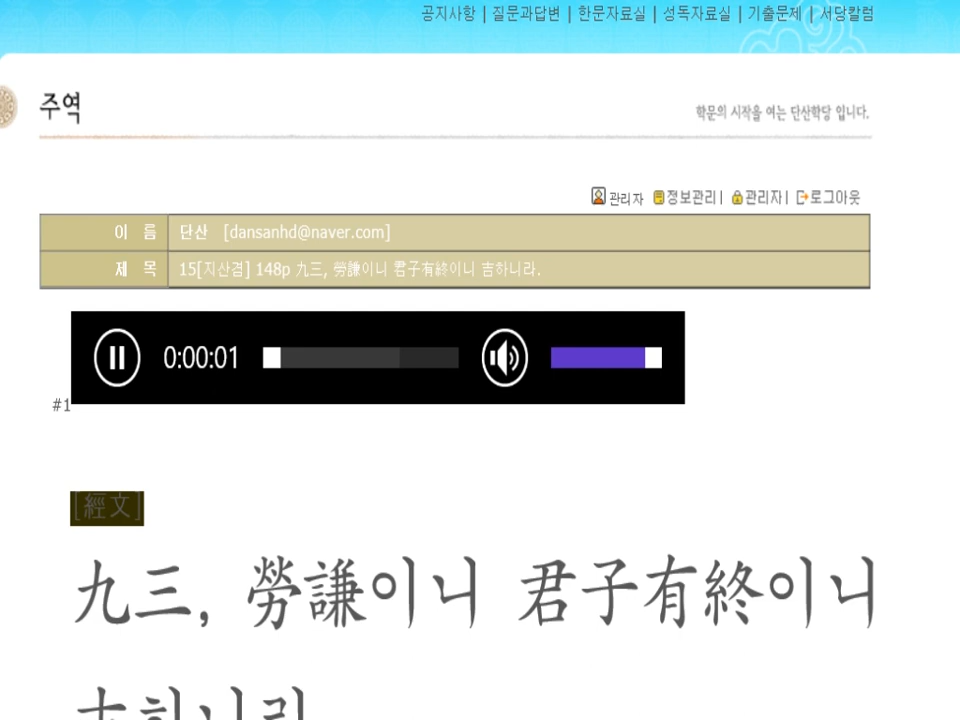 공지사항 | 질문과답변 | 한문자료실 | 성독자료실 | 기출문제 | 서당칼럼
주역
학문의 시작을 여는 단산학당 입니다.
관리자 정보관리| 관리자| 로그아웃
이 름 단산 [dansanhd@naver.com]
제 목 15[지산겸] 148p 九三, 勞謙이니 君子有終이니 吉하니라.
0:00:01
#1
[經文]
九三, 勞謙이니 君子有終이니
吉하니라